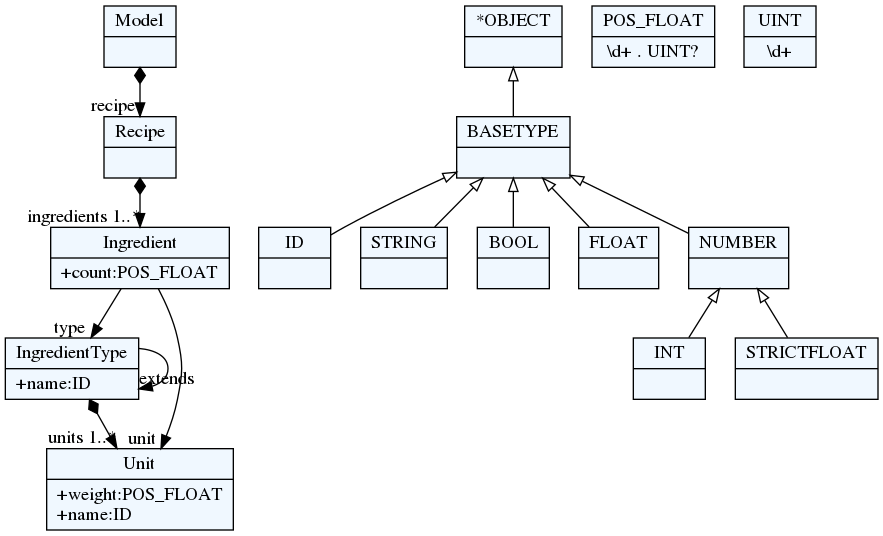 Model
*OBJECT
POS_FLOAT
\d+ . UINT?
UINT
\d+
recipe
Recipe
BASETYPE
ingredients 1..*
Ingredient
+count:POS_FLOAT
ID
STRING
BOOL
FLOAT
NUMBER
type
IngredientType
+name:ID
extends
INT
STRICTFLOAT
units 1..*
unit
Unit
+weight:POS_FLOAT
+name:ID